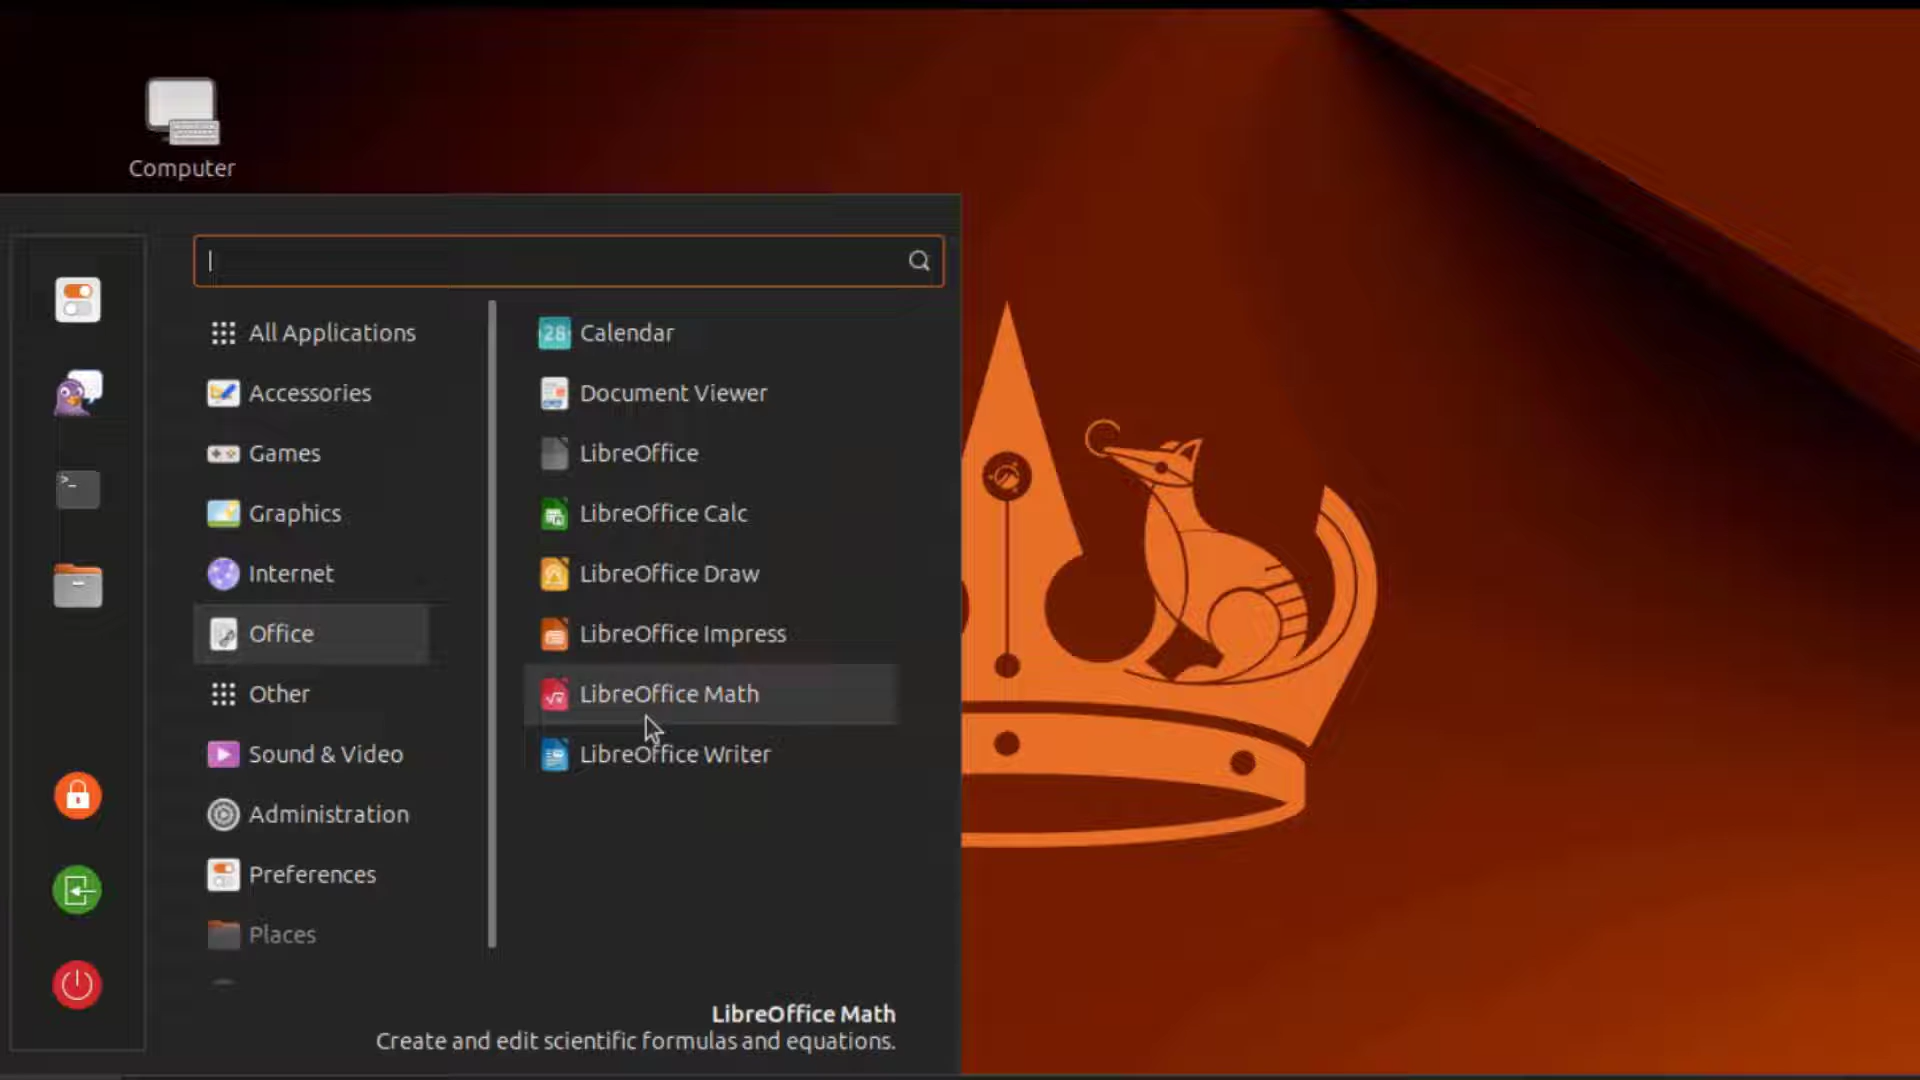 Computer
All Applications
Accessories
Games
Graphics
Internet
Office
Other
Sound & Video
Administration
Preferences
Places
28
Calendar
Document Viewer
LibreOffice
LibreOffice Calc
LibreOffice Draw
LibreOffice Impress
LibreOffice Math
LibreOffice Writer
LibreOffice Math
Create and edit scientific formulas and equations.